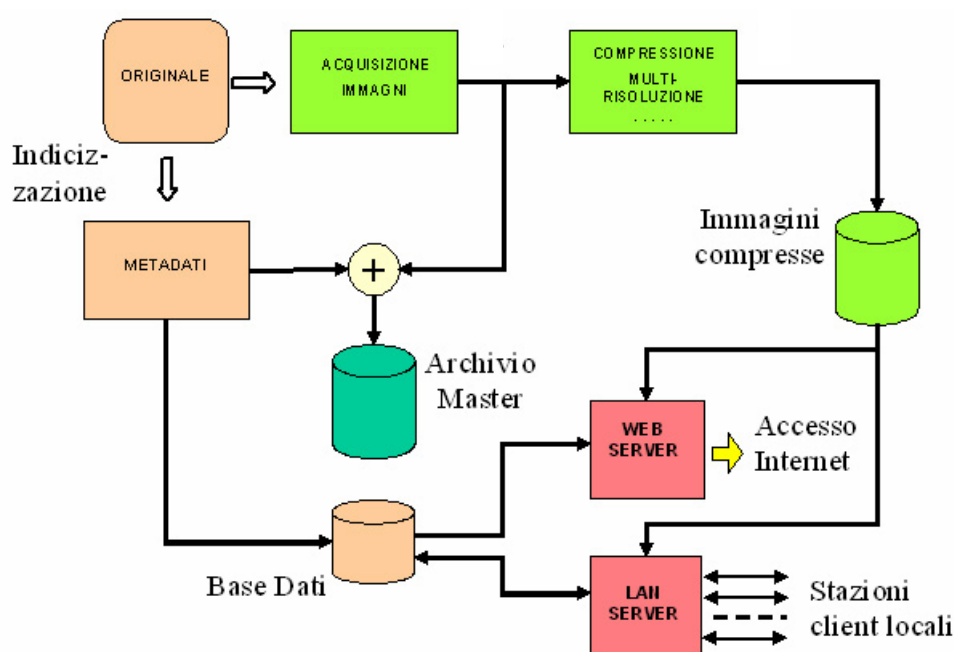 ORIGINALE
ACQUISIZIONE
IMMAGNI
COMPRESSIONE
MULTI-
RISOLUZIONE
. . . . .
Indiciz-
zazione
METADATI
+
Immagini
compresse
Archivio
Master
WEB
SERVER
Accesso
Internet
Base Dati
LAN
SERVER
Stazioni
client locali